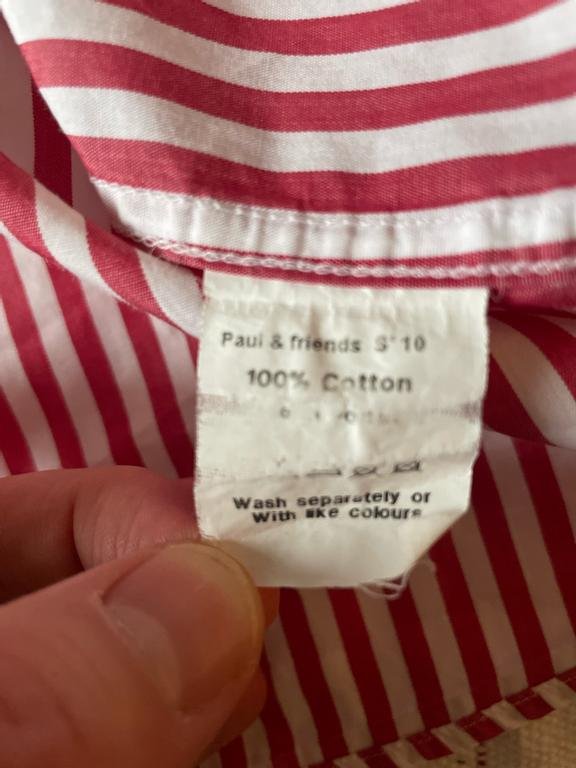 Paul & friends S'10
100% Cotton
Wash separately or
With like colours